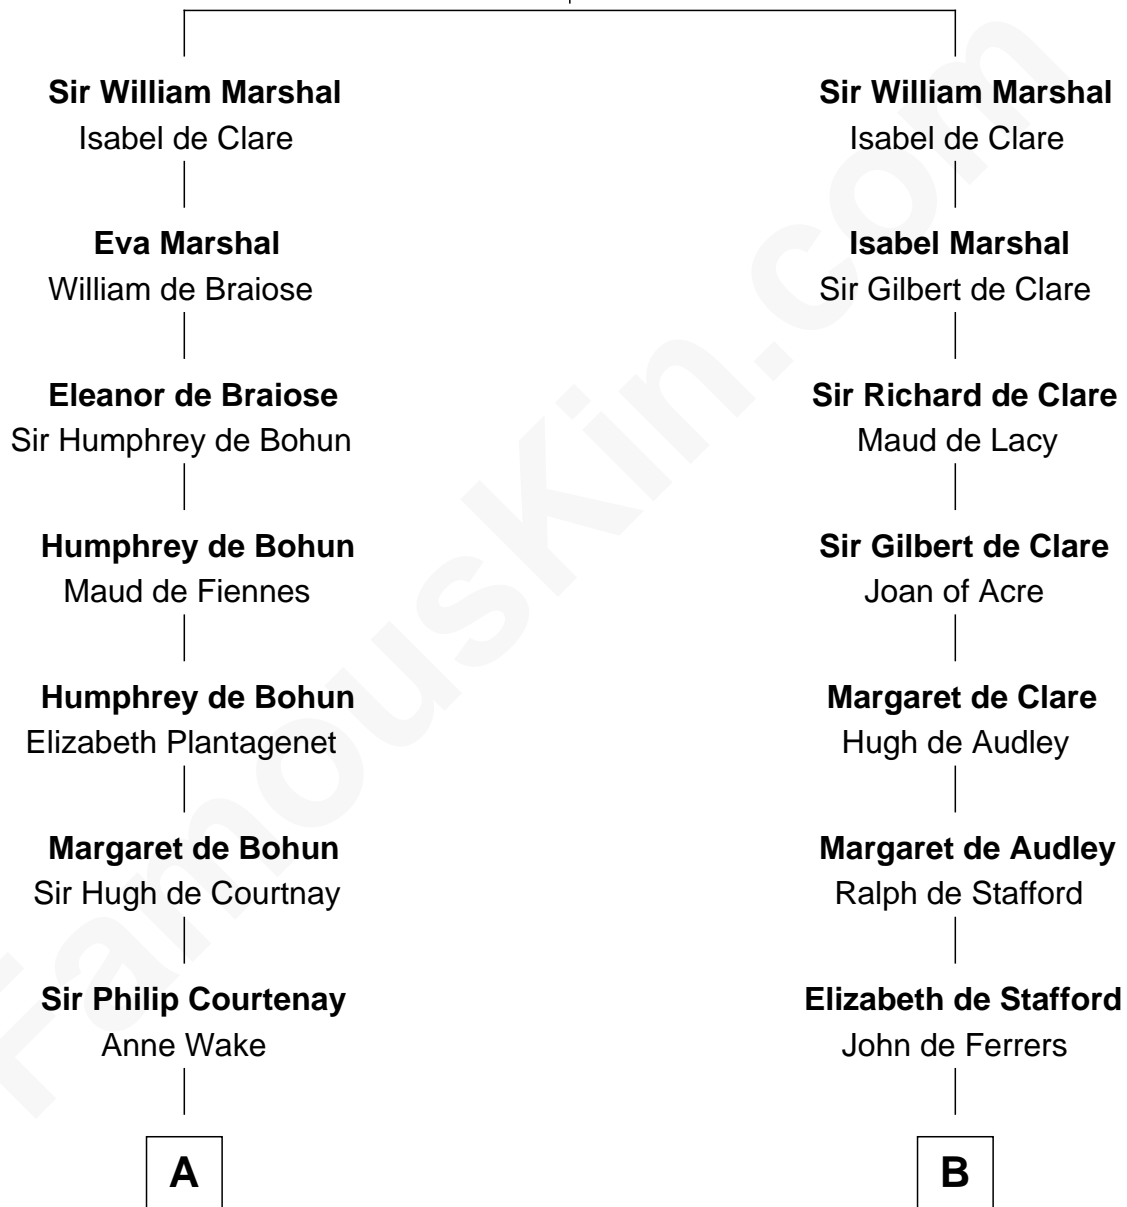 Sir William Marshal
Isabel de Clare
Eva Marshal
William de Braiose
Eleanor de Braiose
Sir Humphrey de Bohun
Humphrey de Bohun
Maud de Fiennes
Humphrey de Bohun
Elizabeth Plantagenet
Margaret de Bohun
Sir Hugh de Courtnay
Sir Philip Courtenay
Anne Wake
A
Sir William Marshal
Isabel de Clare
Isabel Marshal
Sir Gilbert de Clare
Sir Richard de Clare
Maud de Lacy
Sir Gilbert de Clare
Joan of Acre
Margaret de Clare
Hugh de Audley
Margaret de Audley
Ralph de Stafford
Elizabeth de Stafford
John de Ferrers
B
FamousKin.com